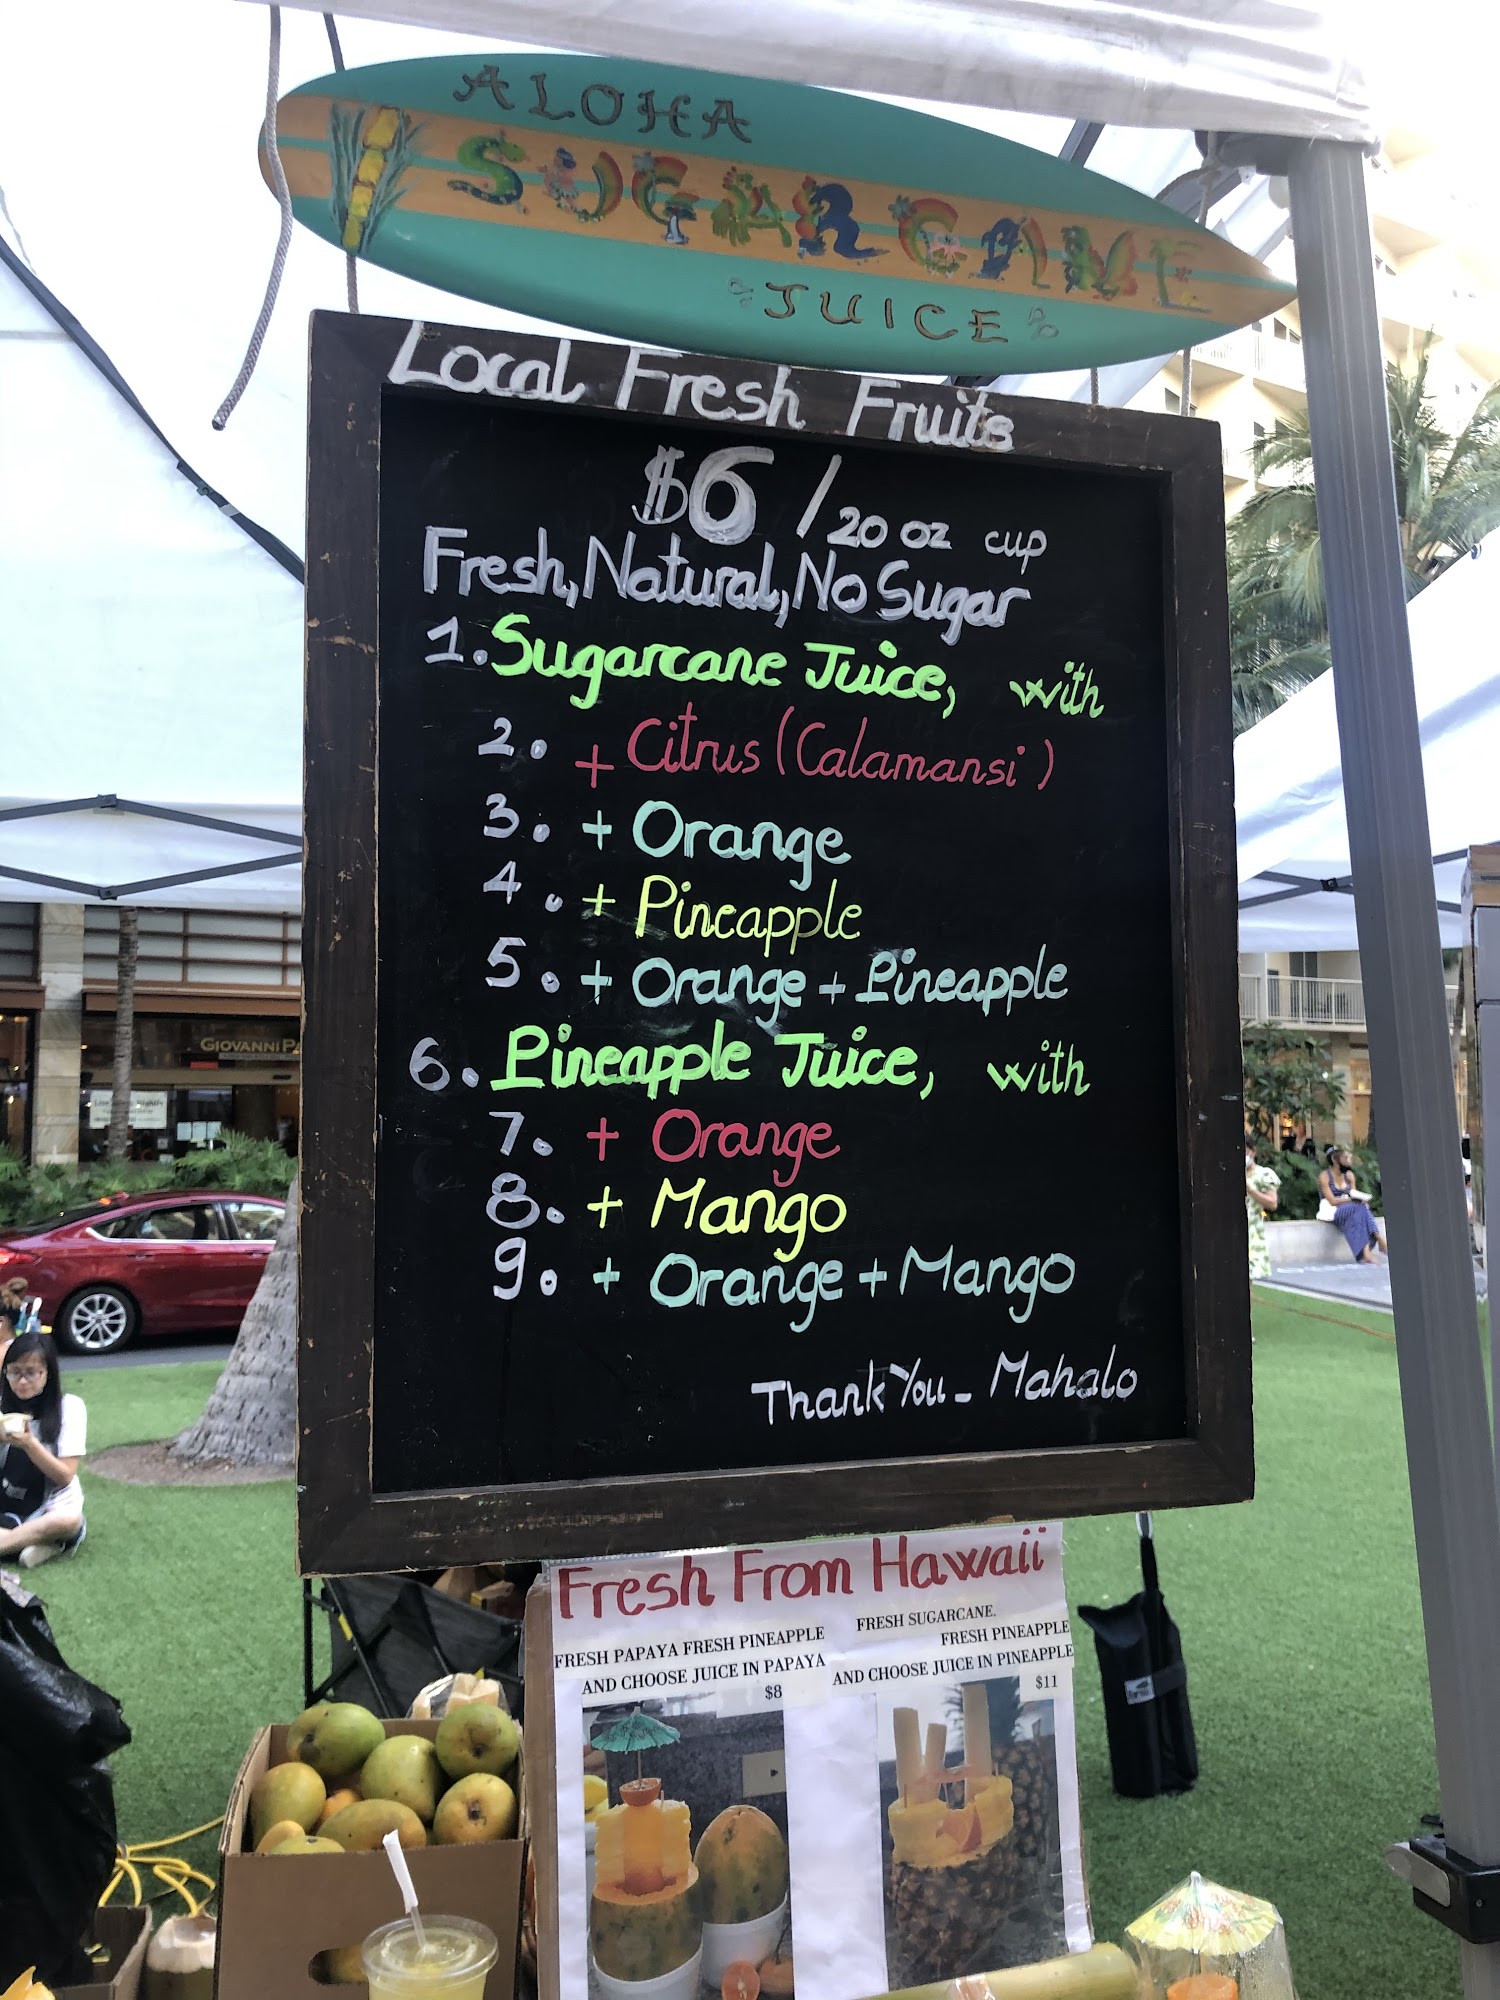 ALOHA
SUGARCANE
JUICE
Local Fresh Fruits
$6 / 20 oz cup
Fresh, Natural, No Sugar
1. Sugarcane Juice, with
2. + Citrus (Calamansi)
3. + Orange
4. + Pineapple
5. + Orange + Pineapple
6. Pineapple Juice, with
7. + Orange
8. + Mango
9. + Orange + Mango
Thank You - Mahalo
GIOVANNI
Fresh From Hawaii
FRESH PAPAYA FRESH PINEAPPLE
AND CHOOSE JUICE IN PAPAYA
$8
FRESH SUGARCANE.
FRESH PINEAPPLE
AND CHOOSE JUICE IN PINEAPPLE
$11